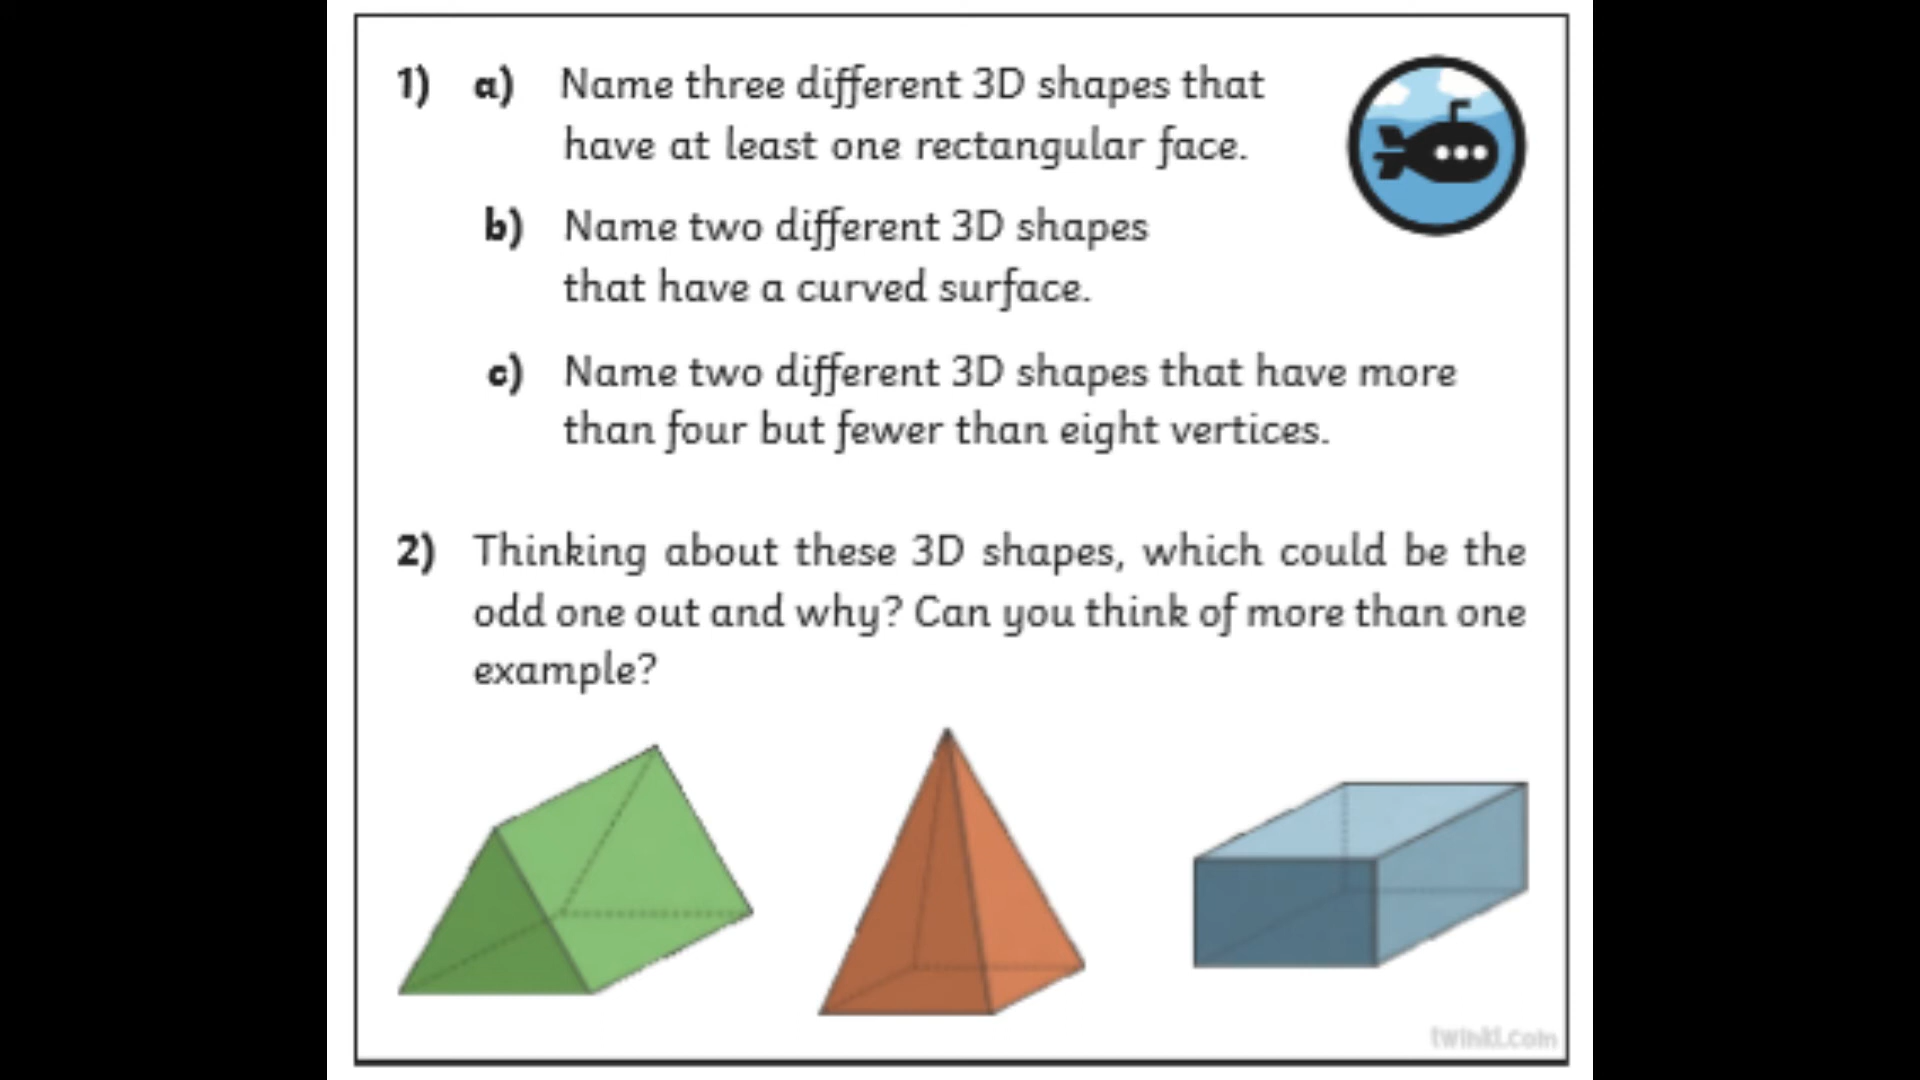 1) a) Name three different 3D shapes that
have at least one rectangular face.
b) Name two different 3D shapes
that have a curved surface.
c) Name two different 3D shapes that have more
than four but fewer than eight vertices.
2) Thinking about these 3D shapes, which could be the
odd one out and why? Can you think of more than one
example?
twinkl.com